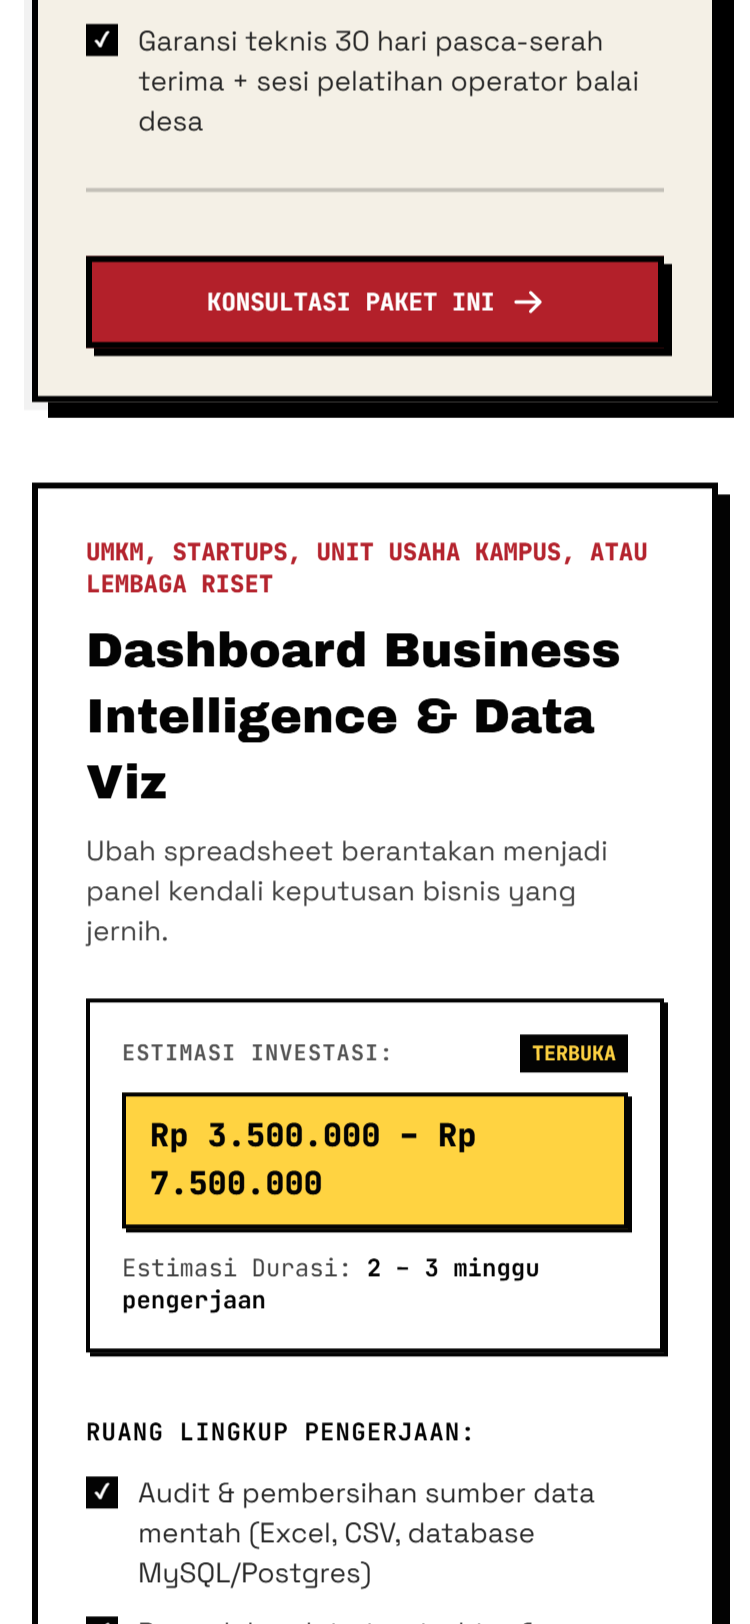 Garansi teknis 30 hari pasca-serah
terima + sesi pelatihan operator balai
desa
KONSULTASI PAKET INI →
UMKM, STARTUPS, UNIT USAHA KAMPUS, ATAU
LEMBAGA RISET
Dashboard Business
Intelligence & Data
Viz
Ubah spreadsheet berantakan menjadi
panel kendali keputusan bisnis yang
jernih.
ESTIMASI INVESTASI:
TERBUKA
Rp 3.500.000 – Rp
7.500.000
Estimasi Durasi: 2 – 3 minggu
pengerjaan
RUANG LINGKUP PENGERJAAN:
Audit & pembersihan sumber data
mentah (Excel, CSV, database
MySQL/Postgres)